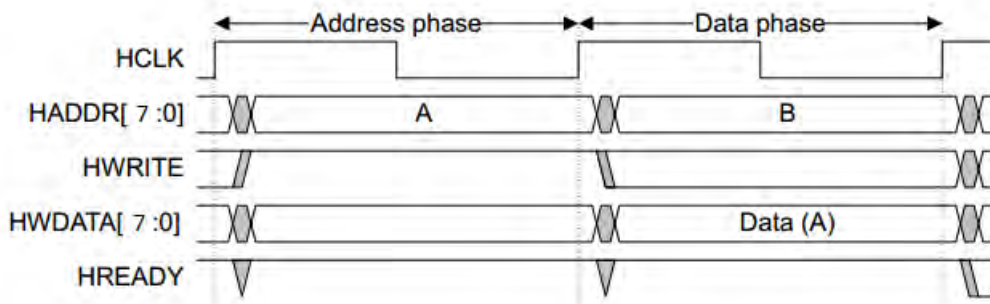 Address phase Data phase
HCLK
HADDR[ 7 :0] A B
HWRITE
HWDATA[ 7 :0] Data (A)
HREADY